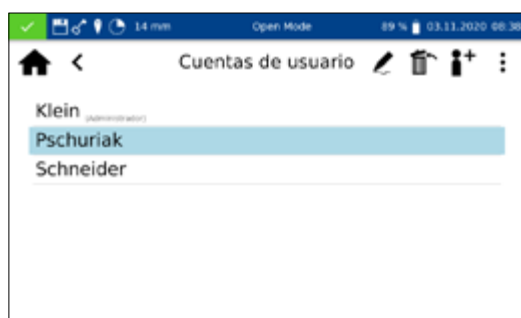 14 mm Open Mode 89 % 03.11.2020 08:38
Cuentas de usuario
Klein (Administrador)
Pschuriak
Schneider